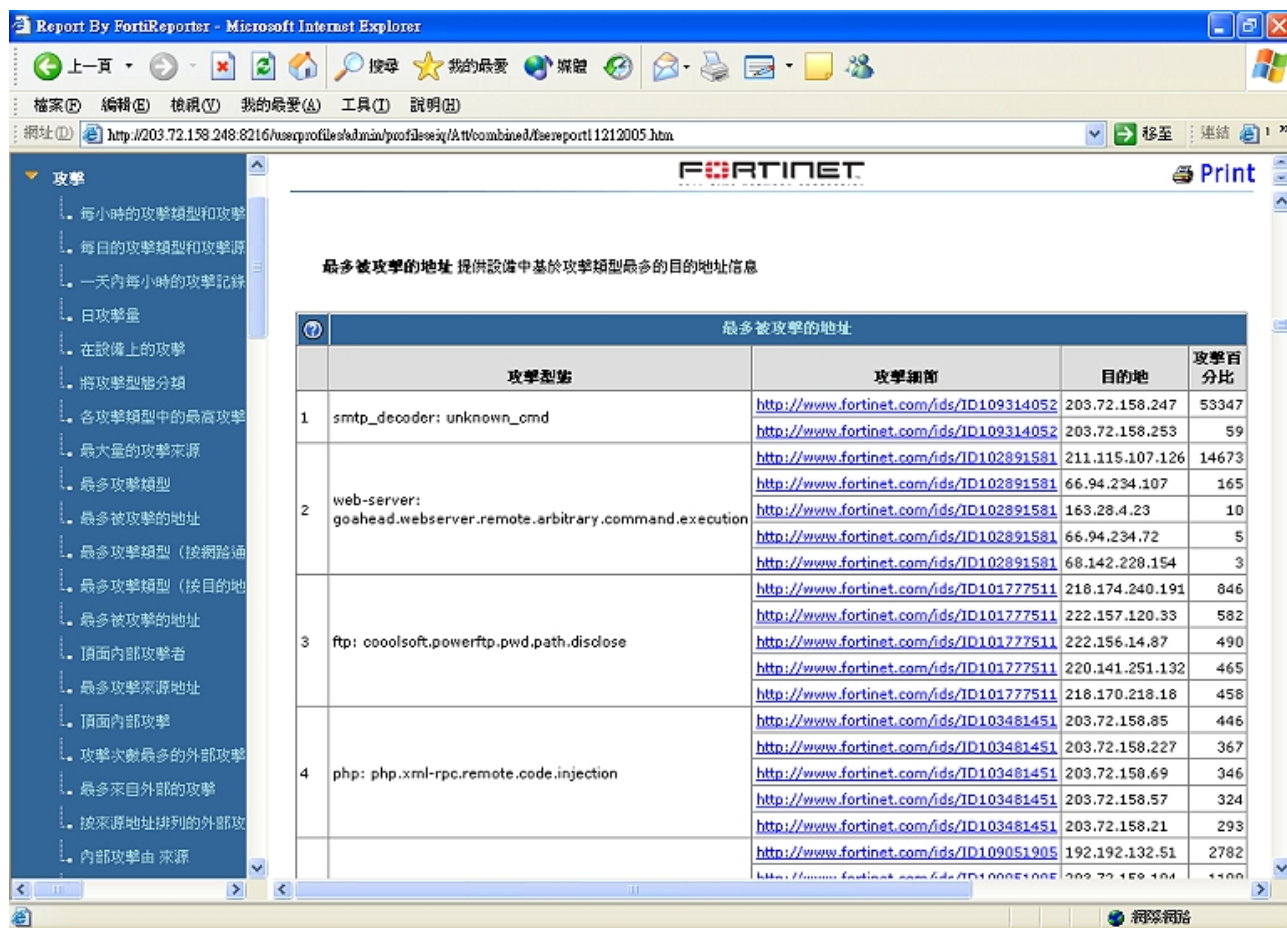 Report By FortiReporter - Microsoft Internet Explorer
上一頁 搜尋 我的最愛 媒體
檔案(F) 編輯(E) 檢視(V) 我的最愛(A) 工具(T) 說明(H)
網址(D) http://203.72.158.248:8216/userprofiles/admin/profileseiq/Att/combined/fsereport11212005.htm 移至 連結
攻擊
每小時的攻擊類型和攻擊
每日的攻擊類型和攻擊源
一天內每小時的攻擊記錄
日攻擊量
在設備上的攻擊
將攻擊型態分類
各攻擊類型中的最高攻擊
最大量的攻擊來源
最多攻擊類型
最多被攻擊的地址
最多攻擊類型（按網路通
最多攻擊類型（按目的地
最多被攻擊的地址
頂面內部攻擊者
最多攻擊來源地址
頂面內部攻擊
攻擊次數最多的外部攻擊
最多來自外部的攻擊
按來源地址排列的外部攻
內部攻擊由 來源
FORTINET
Print
最多被攻擊的地址 提供設備中基於攻擊類型最多的目的地址信息
最多被攻擊的地址
攻擊型態 攻擊細節 目的地 攻擊百分比
1 smtp_decoder: unknown_cmd
http://www.fortinet.com/ids/ID109314052 203.72.158.247 53347
http://www.fortinet.com/ids/ID109314052 203.72.158.253 59
2 web-server: goahead.webserver.remote.arbitrary.command.execution
http://www.fortinet.com/ids/ID102891581 211.115.107.126 14673
http://www.fortinet.com/ids/ID102891581 66.94.234.107 165
http://www.fortinet.com/ids/ID102891581 163.28.4.23 10
http://www.fortinet.com/ids/ID102891581 66.94.234.72 5
http://www.fortinet.com/ids/ID102891581 68.142.228.154 3
3 ftp: cooolsoft.powerftp.pwd.path.disclose
http://www.fortinet.com/ids/ID101777511 218.174.240.191 846
http://www.fortinet.com/ids/ID101777511 222.157.120.33 582
http://www.fortinet.com/ids/ID101777511 222.156.14.87 490
http://www.fortinet.com/ids/ID101777511 220.141.251.132 465
http://www.fortinet.com/ids/ID101777511 218.170.218.18 458
4 php: php.xml-rpc.remote.code.injection
http://www.fortinet.com/ids/ID103481451 203.72.158.85 446
http://www.fortinet.com/ids/ID103481451 203.72.158.227 367
http://www.fortinet.com/ids/ID103481451 203.72.158.69 346
http://www.fortinet.com/ids/ID103481451 203.72.158.57 324
http://www.fortinet.com/ids/ID103481451 203.72.158.21 293
http://www.fortinet.com/ids/ID109051905 192.192.132.51 2782
網際網路